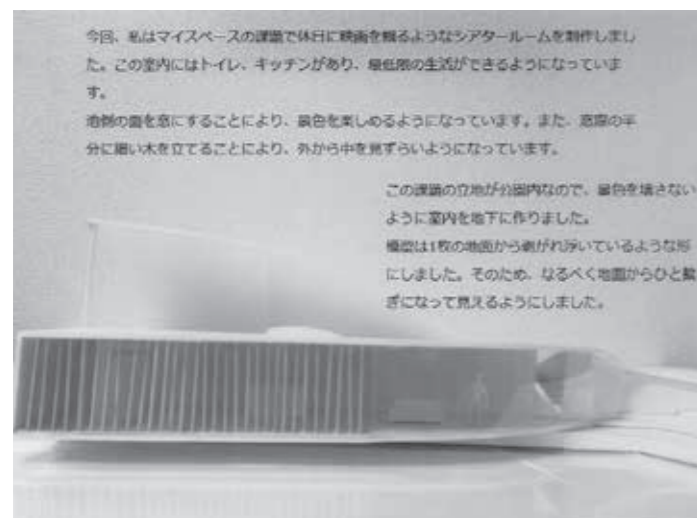 今回、私はマイスペースの課題で休日に映画を観るようなシアタールームを制作しまし
た。この室内にはトイレ、キッチンがあり、最低限の生活ができるようになっていま
す。
池側の面を窓にすることにより、景色を楽しめるようになっています。また、窓際の半
分に細い木を立てることにより、外から中を見ずらいようになっています。
この課題の立地が公園内なので、景色を壊さない
ように室内を地下に作りました。
模型は1枚の地面から剥がれ浮いているような形
にしました。そのため、なるべく地面からひと繋
ぎになって見えるようにしました。